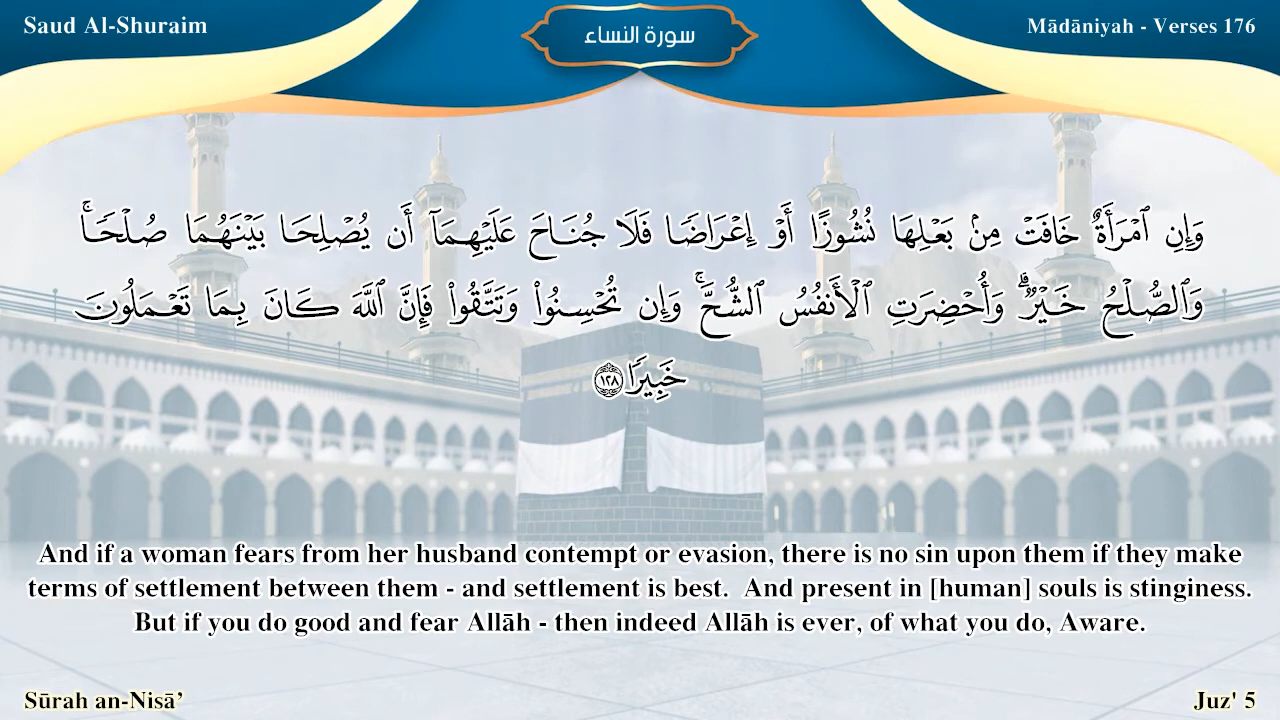 Saud Al-Shuraim
سورة النساء
Mādāniyah - Verses 176
وَإِنِ ٱمْرَأَةٌ خَافَتْ مِنۢ بَعْلِهَا نُشُوزًا أَوْ إِعْرَاضًا فَلَا جُنَاحَ عَلَيْهِمَآ أَن يُصْلِحَا بَيْنَهُمَا صُلْحًاۚ
وَٱلصُّلْحُ خَيْرٌۗ وَأُحْضِرَتِ ٱلْأَنفُسُ ٱلشُّحَّۚ وَإِن تُحْسِنُوا۟ وَتَتَّقُوا۟ فَإِنَّ ٱللَّهَ كَانَ بِمَا تَعْمَلُونَ
خَبِيرًا ١٢٨
And if a woman fears from her husband contempt or evasion, there is no sin upon them if they make
terms of settlement between them - and settlement is best. And present in [human] souls is stinginess.
But if you do good and fear Allāh - then indeed Allāh is ever, of what you do, Aware.
Sūrah an-Nisā’
Juz' 5